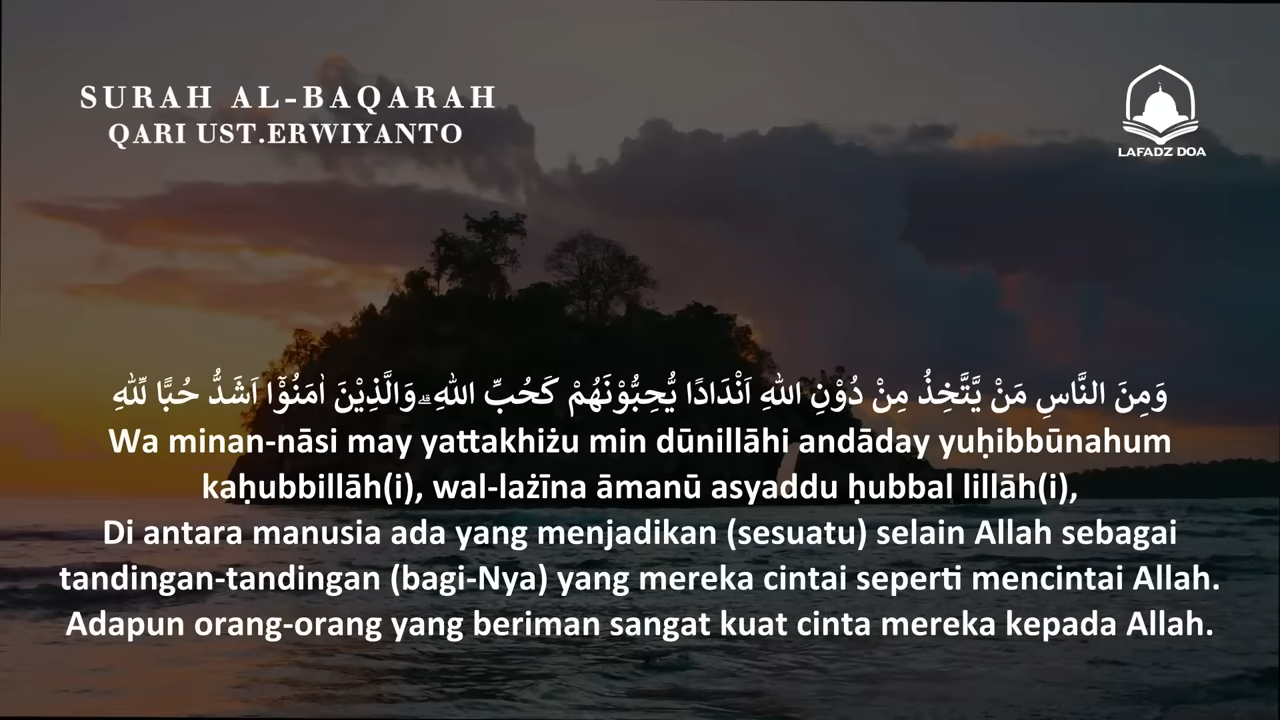 SURAH AL-BAQARAH
QARI UST.ERWIYANTO
LAFADZ DOA
وَمِنَ النَّاسِ مَنْ يَّتَّخِذُ مِنْ دُوْنِ اللّٰهِ اَنْدَادًا يُّحِبُّوْنَهُمْ كَحُبِّ اللّٰهِ ۗوَالَّذِيْنَ اٰمَنُوْٓا اَشَدُّ حُبًّا لِّلّٰهِ
Wa minan-nāsi may yattakhiżu min dūnillāhi andāday yuḥibbūnahum
kaḥubbillāh(i), wal-lażīna āmanū asyaddu ḥubbal lillāh(i),
Di antara manusia ada yang menjadikan (sesuatu) selain Allah sebagai
tandingan-tandingan (bagi-Nya) yang mereka cintai seperti mencintai Allah.
Adapun orang-orang yang beriman sangat kuat cinta mereka kepada Allah.